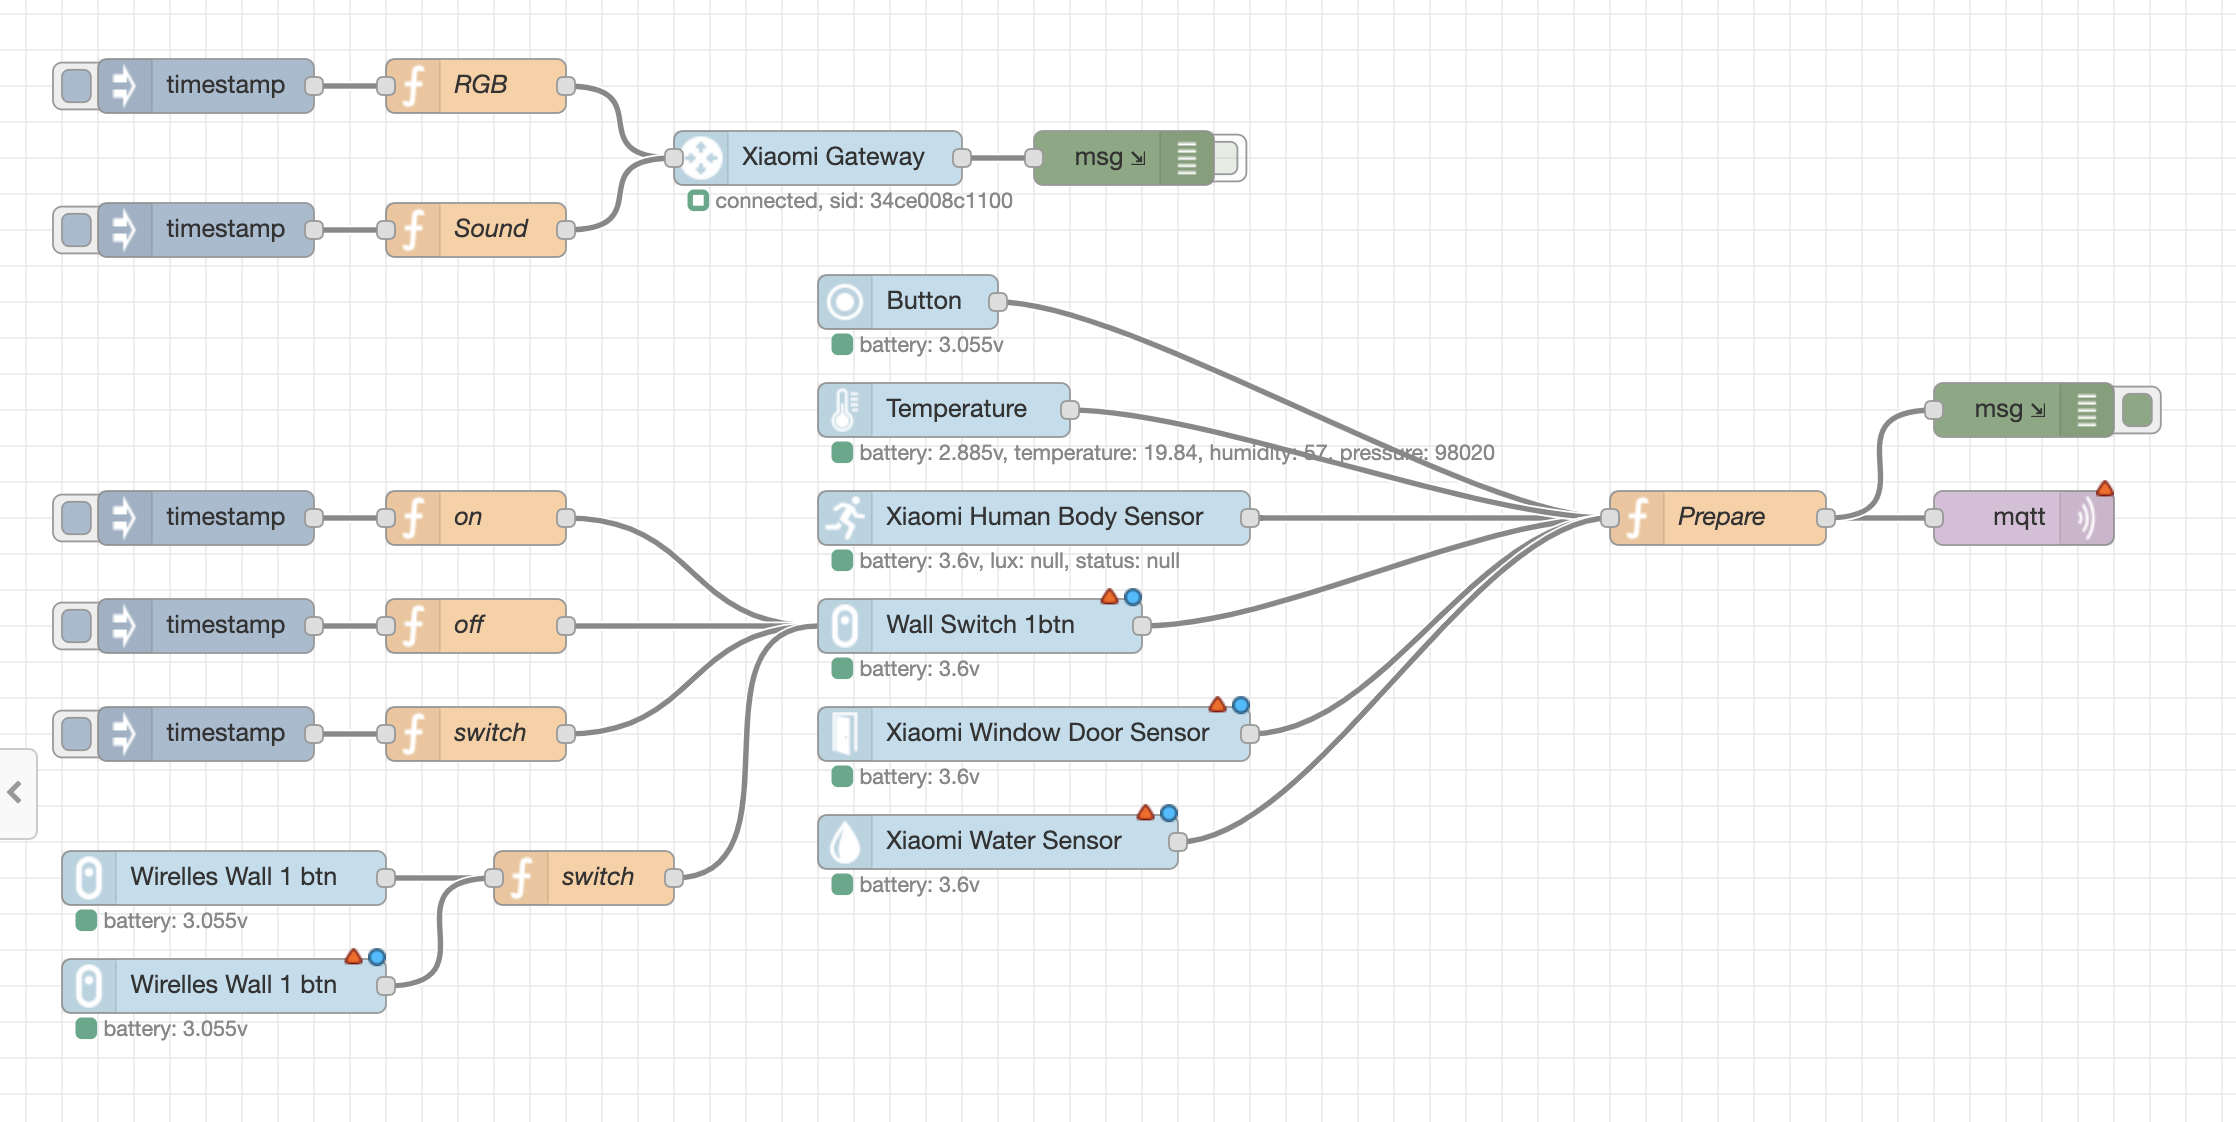 timestamp
RGB
Xiaomi Gateway
msg
connected, sid: 34ce008c1100
timestamp
Sound
Button
battery: 3.055v
Temperature
msg
battery: 2.885v, temperature: 19.84, humidity: 57, pressure: 98020
timestamp
on
Xiaomi Human Body Sensor
Prepare
mqtt
battery: 3.6v, lux: null, status: null
timestamp
off
Wall Switch 1btn
battery: 3.6v
timestamp
switch
Xiaomi Window Door Sensor
battery: 3.6v
Xiaomi Water Sensor
battery: 3.6v
Wirelles Wall 1 btn
switch
battery: 3.055v
Wirelles Wall 1 btn
battery: 3.055v